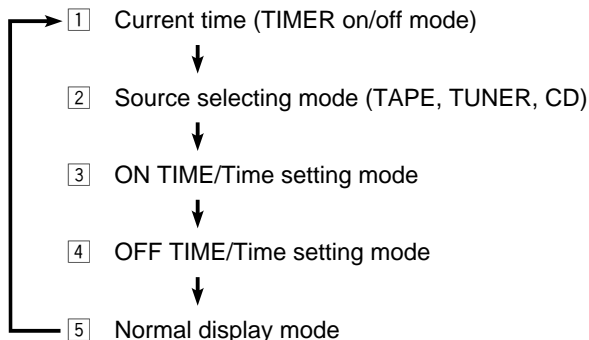 1 Current time (TIMER on/off mode)
2 Source selecting mode (TAPE, TUNER, CD)
3 ON TIME/Time setting mode
4 OFF TIME/Time setting mode
5 Normal display mode